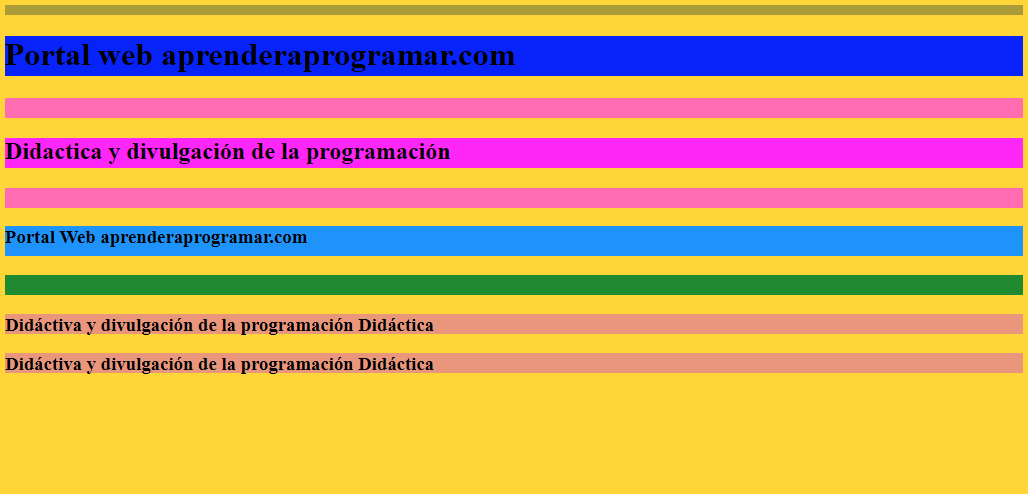 Portal web aprenderaprogramar.com
Didactica y divulgación de la programación
Portal Web aprenderaprogramar.com
Didáctiva y divulgación de la programación Didáctica
Didáctiva y divulgación de la programación Didáctica